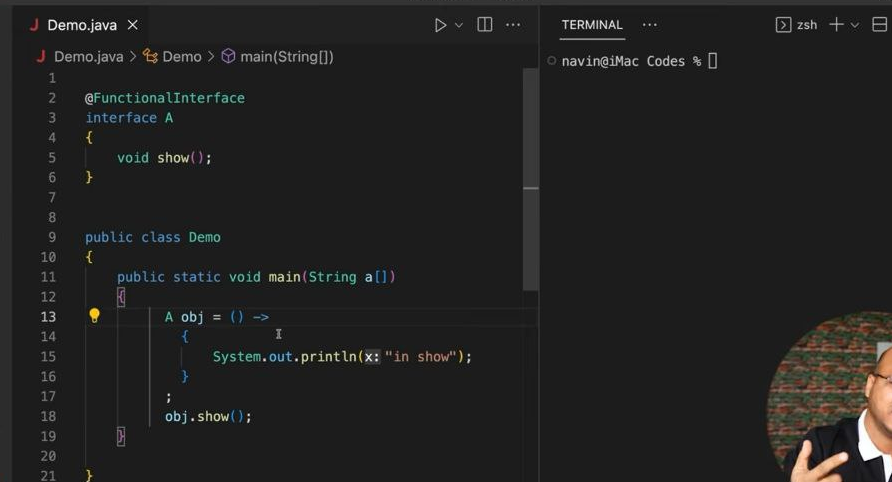 Demo.java
TERMINAL
zsh
Demo.java > Demo > main(String[])
navin@iMac Codes %
1
2 @FunctionalInterface
3 interface A
4 {
5 void show();
6 }
7
8
9 public class Demo
10 {
11 public static void main(String a[])
12 {
13 A obj = () ->
14 {
15 System.out.println(x: "in show");
16 }
17 ;
18 obj.show();
19 }
20
21 }